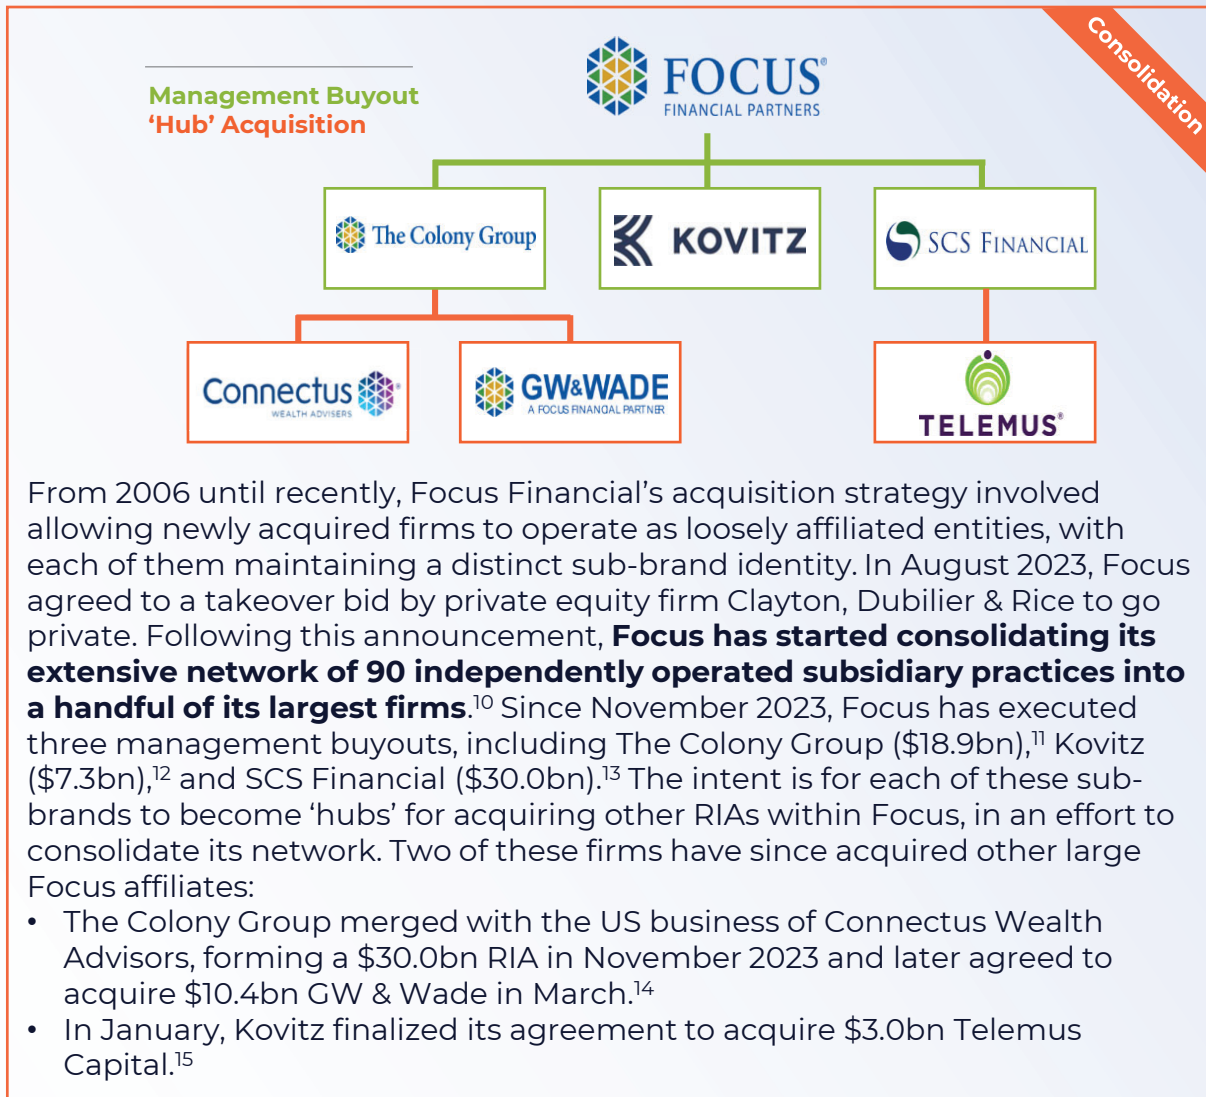 Consolidation
Management Buyout
‘Hub’ Acquisition
FOCUS®
FINANCIAL PARTNERS
The Colony Group
KOVITZ
SCS FINANCIAL
Connectus®
WEALTH ADVISERS
GW&WADE
A FOCUS FINANCIAL PARTNER
TELEMUS®
From 2006 until recently, Focus Financial’s acquisition strategy involved
allowing newly acquired firms to operate as loosely affiliated entities, with
each of them maintaining a distinct sub-brand identity. In August 2023, Focus
agreed to a takeover bid by private equity firm Clayton, Dubilier & Rice to go
private. Following this announcement, Focus has started consolidating its
extensive network of 90 independently operated subsidiary practices into
a handful of its largest firms.¹⁰ Since November 2023, Focus has executed
three management buyouts, including The Colony Group ($18.9bn),¹¹ Kovitz
($7.3bn),¹² and SCS Financial ($30.0bn).¹³ The intent is for each of these sub-
brands to become ‘hubs’ for acquiring other RIAs within Focus, in an effort to
consolidate its network. Two of these firms have since acquired other large
Focus affiliates:
• The Colony Group merged with the US business of Connectus Wealth
Advisors, forming a $30.0bn RIA in November 2023 and later agreed to
acquire $10.4bn GW & Wade in March.¹⁴
• In January, Kovitz finalized its agreement to acquire $3.0bn Telemus
Capital.¹⁵